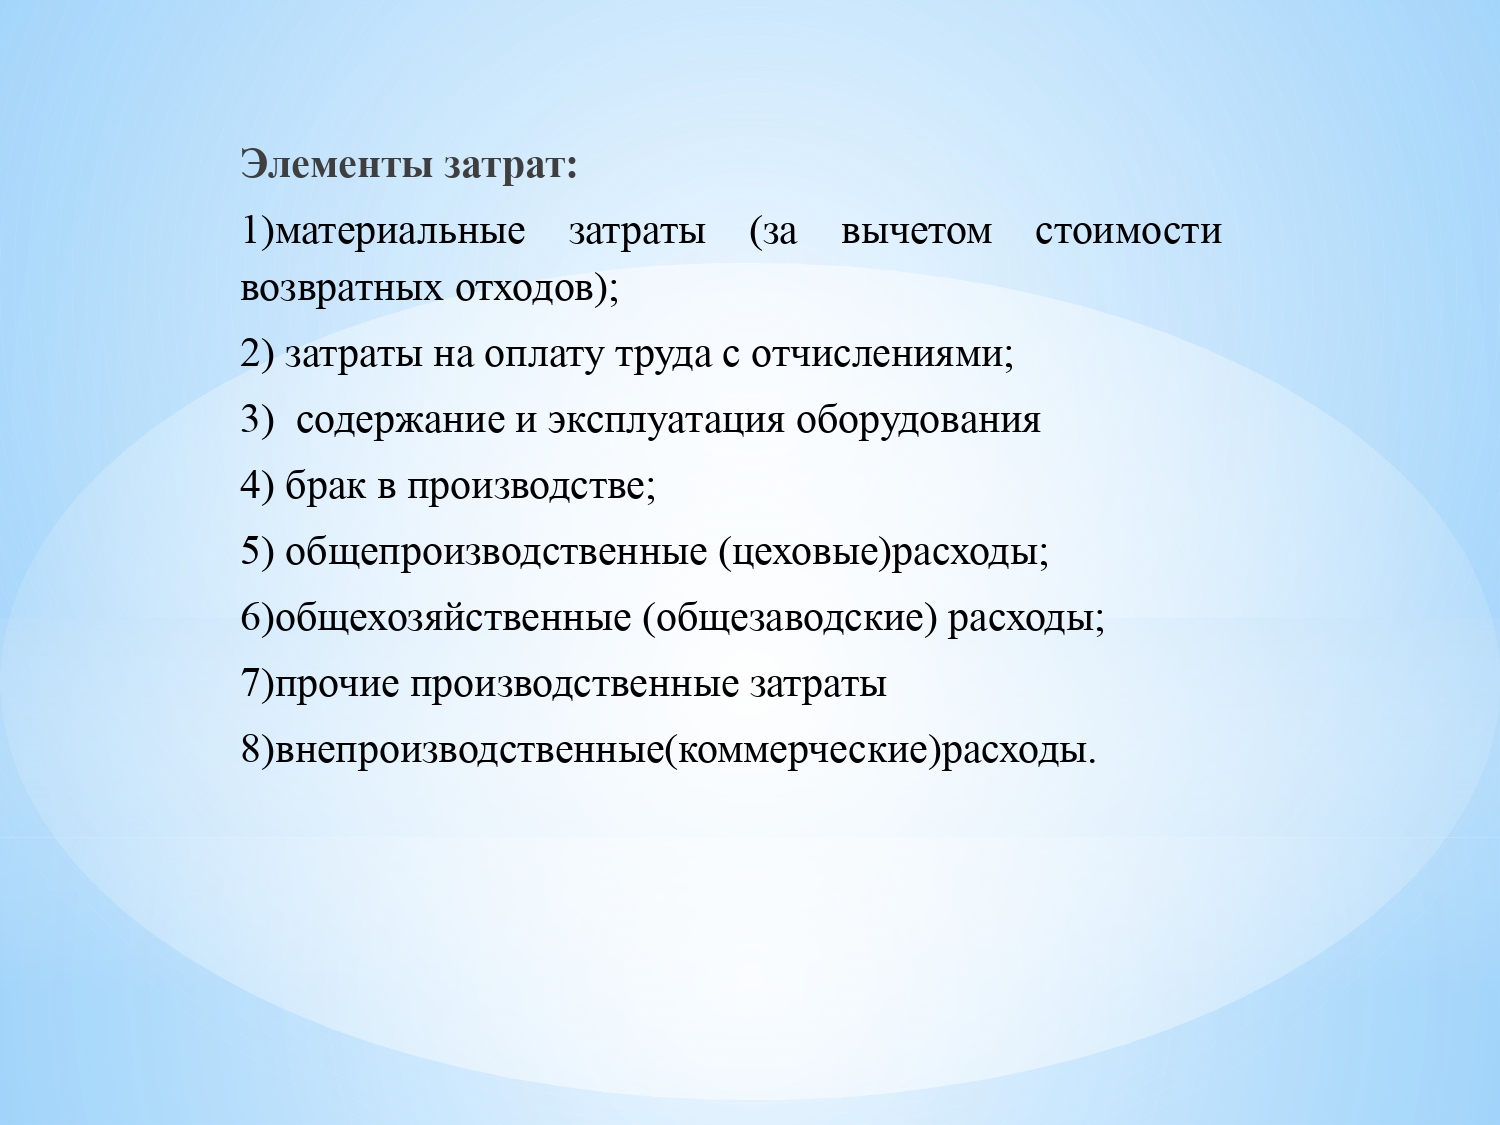 Элементы затрат:
1)материальные затраты (за вычетом стоимости
возвратных отходов);
2) затраты на оплату труда с отчислениями;
3)  содержание и эксплуатация оборудования
4) брак в производстве;
5) общепроизводственные (цеховые)расходы;
6)общехозяйственные (общезаводские) расходы;
7)прочие производственные затраты
8)внепроизводственные(коммерческие)расходы.